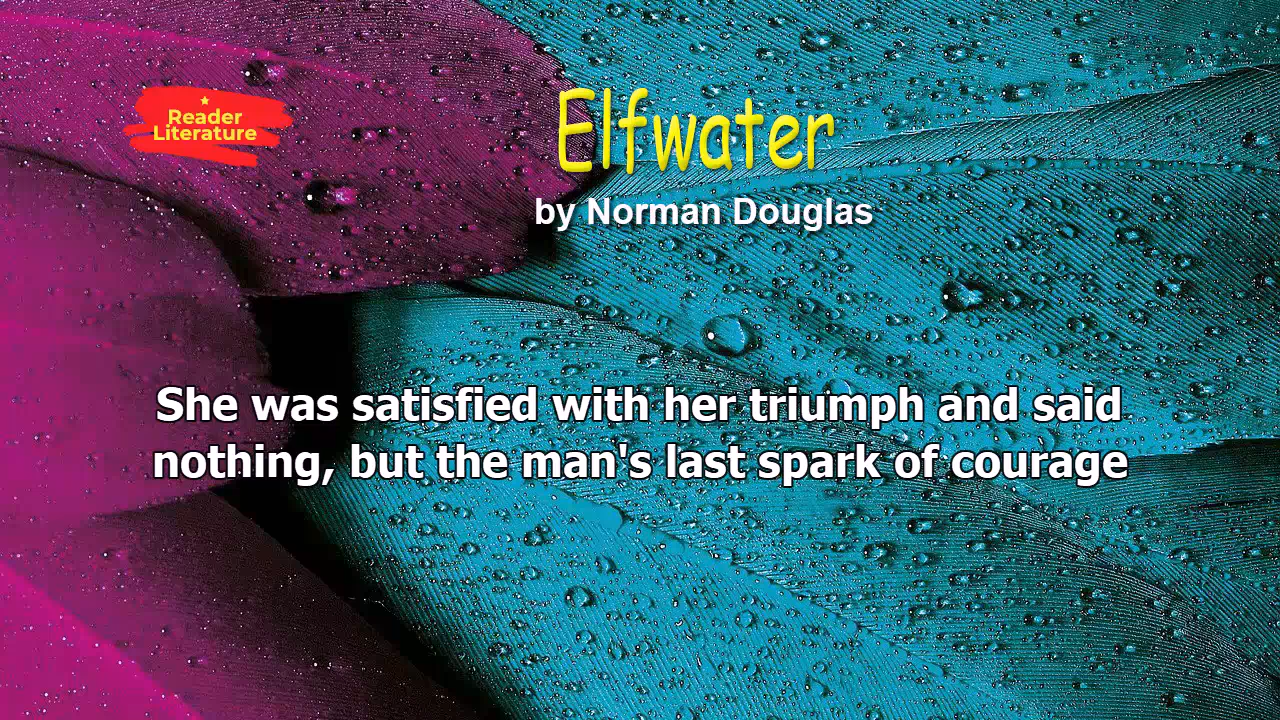 Reader
Literature
Elfwater
by Norman Douglas
She was satisfied with her triumph and said
nothing, but the man's last spark of courage